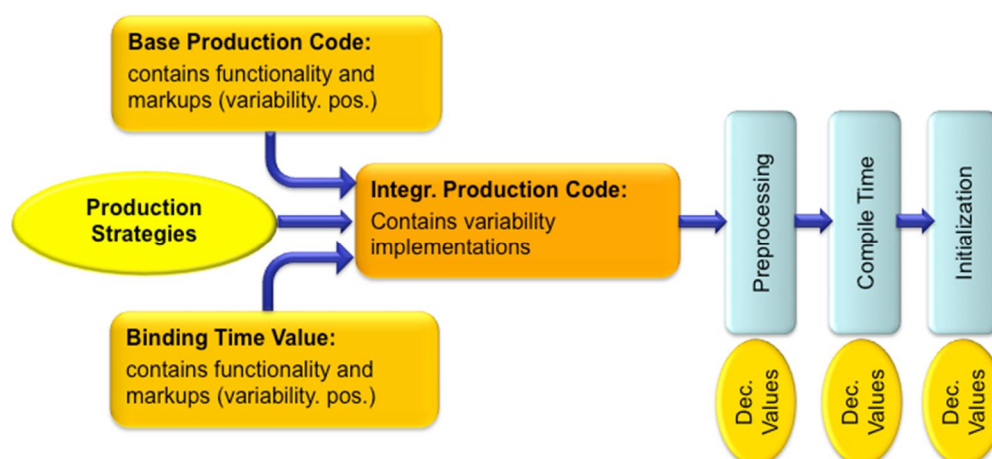 Base Production Code:
contains functionality and
markups (variability. pos.)
Production
Strategies
Integr. Production Code:
Contains variability
implementations
Binding Time Value:
contains functionality and
markups (variability. pos.)
Preprocessing
Compile Time
Initialization
Dec.
Values
Dec.
Values
Dec.
Values